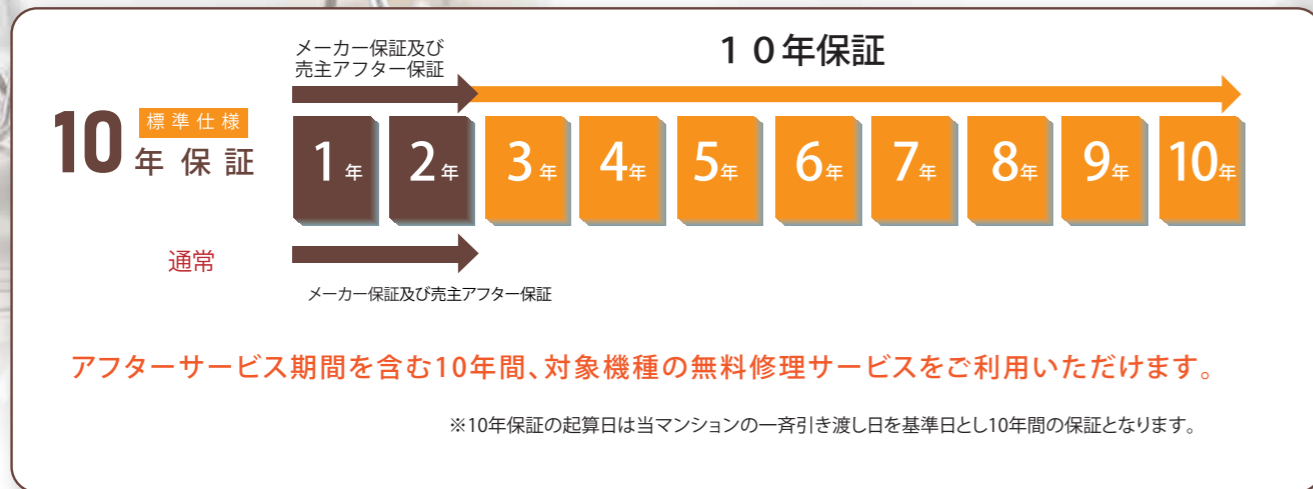 メーカー保証及び
売主アフター保証
１０年保証
10
標準仕様
年保証
1年
2年
3年
4年
5年
6年
7年
8年
9年
10年
通常
メーカー保証及び売主アフター保証
アフターサービス期間を含む10年間、対象機種の無料修理サービスをご利用いただけます。
※10年保証の起算日は当マンションの一斉引き渡し日を基準日とし10年間の保証となります。